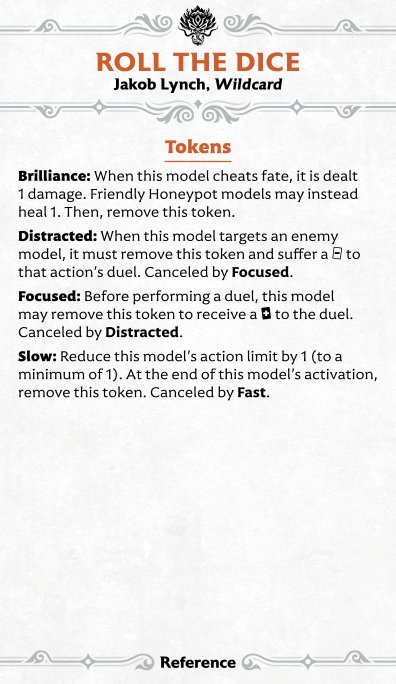 ROLL THE DICE
Jakob Lynch, Wildcard
Tokens
Brilliance: When this model cheats fate, it is dealt
1 damage. Friendly Honeypot models may instead
heal 1. Then, remove this token.
Distracted: When this model targets an enemy
model, it must remove this token and suffer a to
that action's duel. Canceled by Focused.
Focused: Before performing a duel, this model
may remove this token to receive a to the duel.
Canceled by Distracted.
Slow: Reduce this model's action limit by 1 (to a
minimum of 1). At the end of this model's activation,
remove this token. Canceled by Fast.
Reference